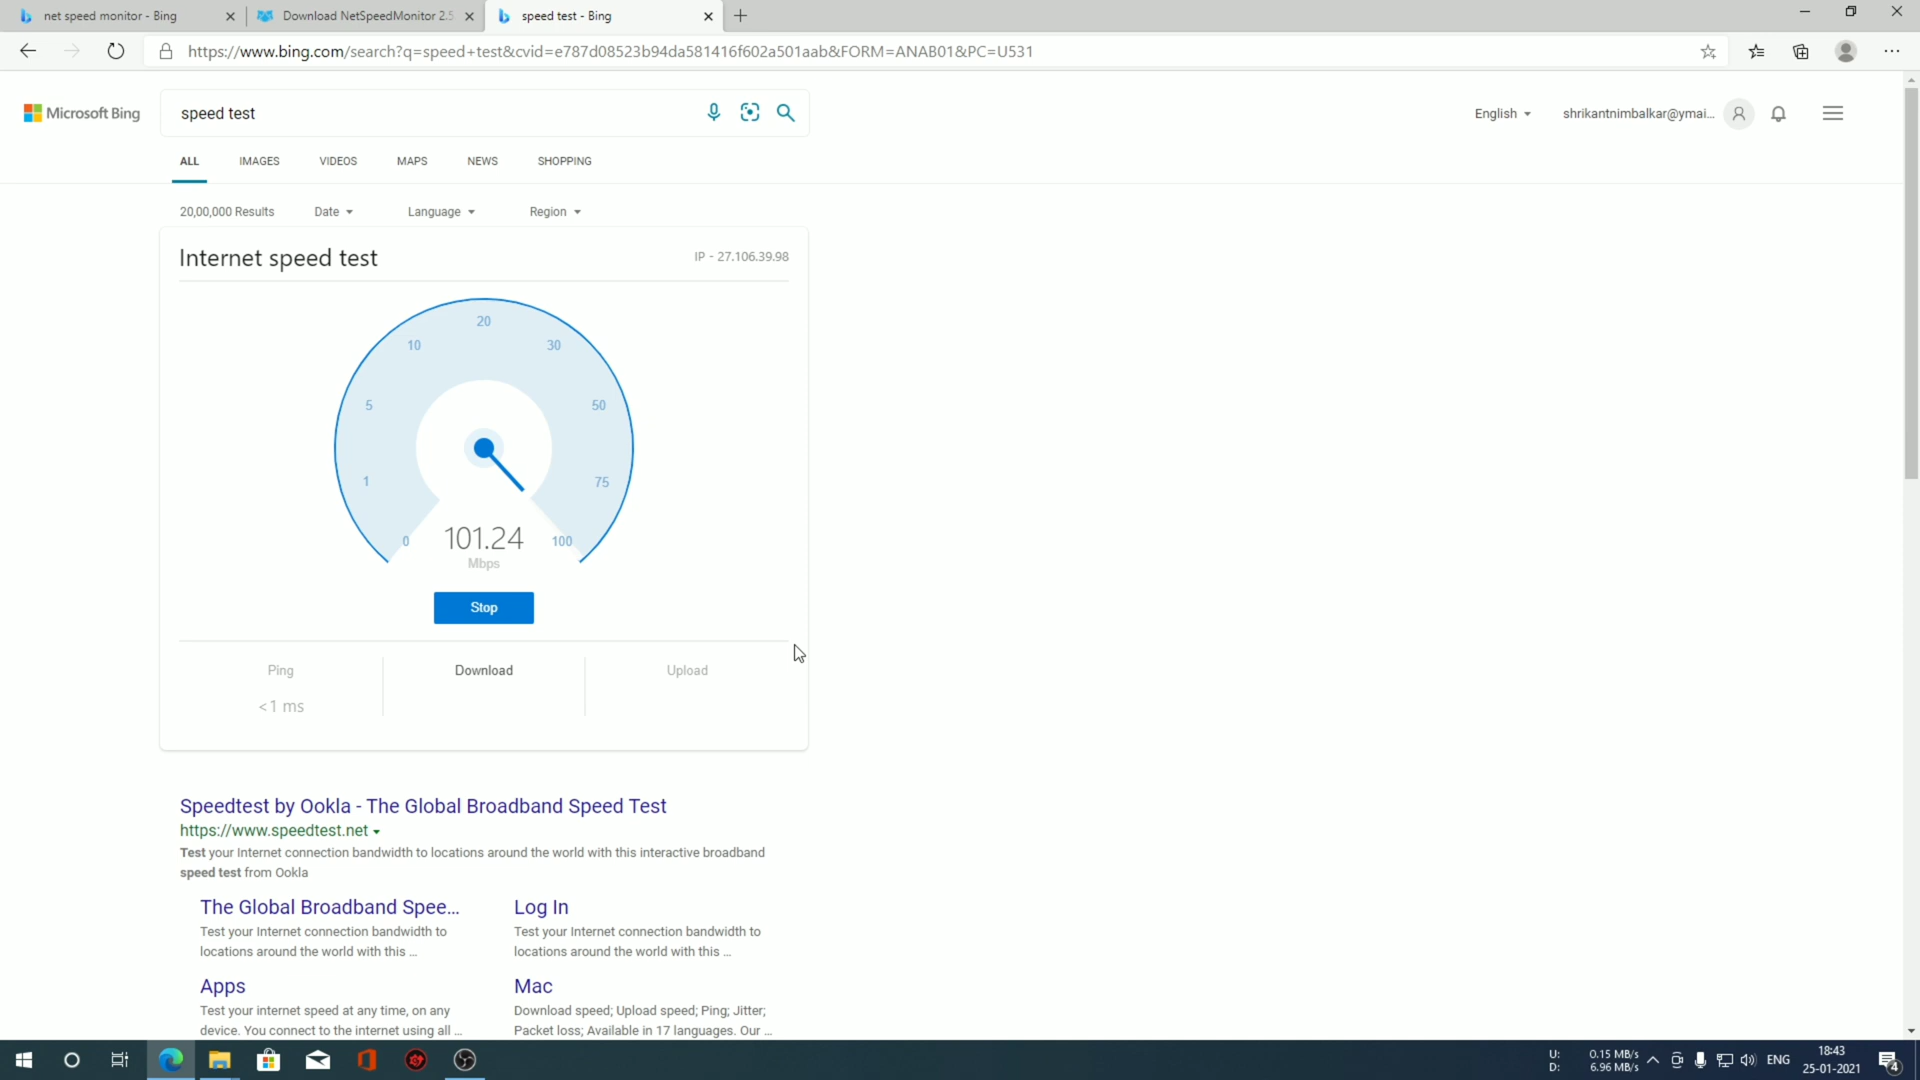 net speed monitor - Bing
Download NetSpeedMonitor 2.5
speed test - Bing
https://www.bing.com/search?q=speed+test&cvid=e787d08523b94da581416f602a501aab&FORM=ANAB01&PC=U531
Microsoft Bing
speed test
English
shrikantnimbalkar@ymai...
ALL IMAGES VIDEOS MAPS NEWS SHOPPING
20,00,000 Results Date Language Region
Internet speed test
IP - 27.106.39.98
20
10 30
5 50
1 75
0 100
101.24
Mbps
Stop
Ping Download Upload
<1 ms
Speedtest by Ookla - The Global Broadband Speed Test
https://www.speedtest.net
Test your Internet connection bandwidth to locations around the world with this interactive broadband
speed test from Ookla
The Global Broadband Spee...
Test your Internet connection bandwidth to
locations around the world with this ...
Log In
Test your Internet connection bandwidth to
locations around the world with this ...
Apps
Test your internet speed at any time, on any
device. You connect to the internet using all ...
Mac
Download speed; Upload speed; Ping; Jitter;
Packet loss; Available in 17 languages. Our ...
U: 0.15 MB/s
D: 6.96 MB/s
ENG
18:43
25-01-2021
4